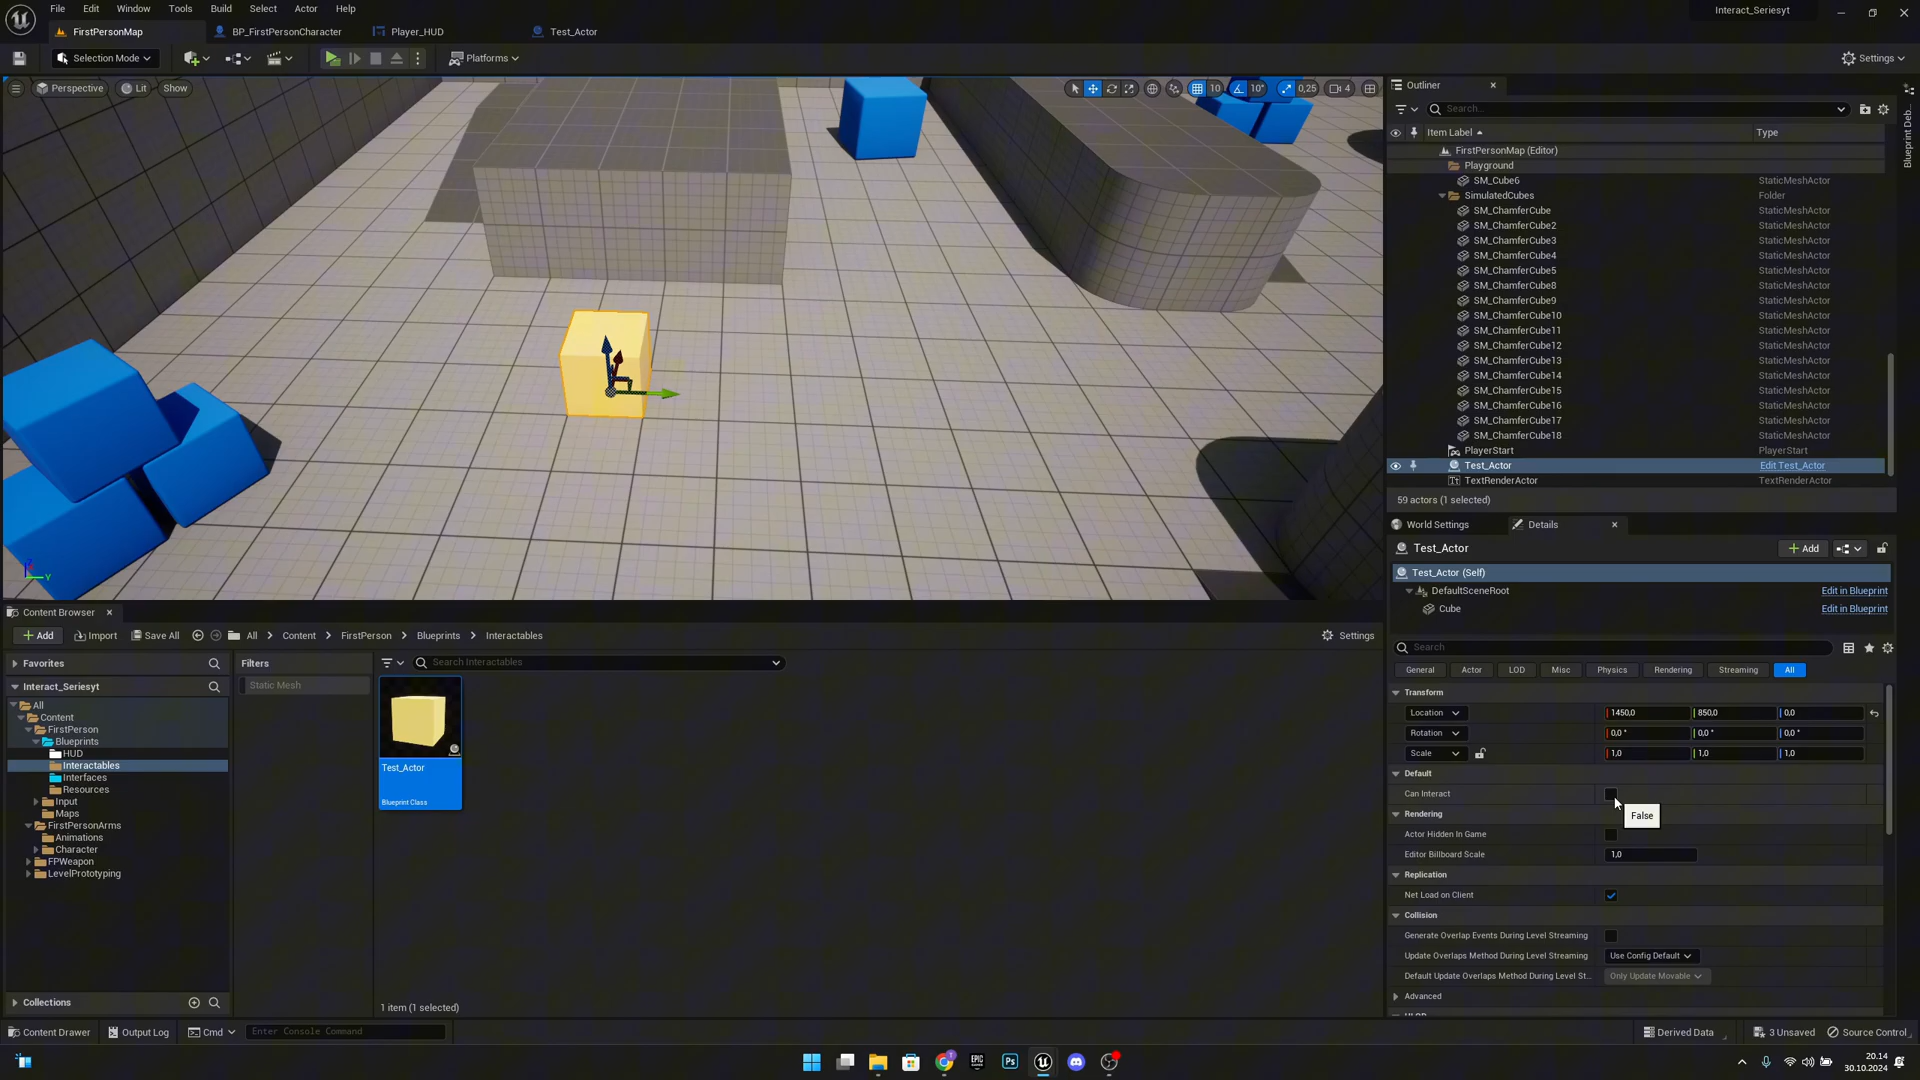 File Edit Window Tools Build Select Actor Help
Interact_Seriesyt
FirstPersonMap BP_FirstPersonCharacter Player_HUD Test_Actor
Selection Mode Platforms Settings
Perspective Lit Show 10 10° 0,25 4
Outliner
Search...
Item Label Type
FirstPersonMap (Editor)
Playground
SM_Cube6 StaticMeshActor
SimulatedCubes Folder
SM_ChamferCube StaticMeshActor
SM_ChamferCube2 StaticMeshActor
SM_ChamferCube3 StaticMeshActor
SM_ChamferCube4 StaticMeshActor
SM_ChamferCube5 StaticMeshActor
SM_ChamferCube8 StaticMeshActor
SM_ChamferCube9 StaticMeshActor
SM_ChamferCube10 StaticMeshActor
SM_ChamferCube11 StaticMeshActor
SM_ChamferCube12 StaticMeshActor
SM_ChamferCube13 StaticMeshActor
SM_ChamferCube14 StaticMeshActor
SM_ChamferCube15 StaticMeshActor
SM_ChamferCube16 StaticMeshActor
SM_ChamferCube17 StaticMeshActor
SM_ChamferCube18 StaticMeshActor
PlayerStart PlayerStart
Test_Actor Edit Test_Actor
TextRenderActor TextRenderActor
59 actors (1 selected)
Blueprint Deb
World Settings Details
Test_Actor Add
Test_Actor (Self)
DefaultSceneRoot Edit in Blueprint
Cube Edit in Blueprint
Search
General Actor LOD Misc Physics Rendering Streaming All
Transform
Location 1450,0 850,0 0,0
Rotation 0,0 ° 0,0 ° 0,0 °
Scale 1,0 1,0 1,0
Default
Can Interact
False
Rendering
Actor Hidden In Game
Editor Billboard Scale 1,0
Replication
Net Load on Client
Collision
Generate Overlap Events During Level Streaming
Update Overlaps Method During Level Streaming Use Config Default
Default Update Overlaps Method During Level St... Only Update Movable
Advanced
Z
Y
Content Browser
Add Import Save All All Content FirstPerson Blueprints Interactables Settings
Favorites
Interact_Seriesyt
All
Content
FirstPerson
Blueprints
HUD
Interactables
Interfaces
Resources
Input
Maps
FirstPersonArms
Animations
Character
FPWeapon
LevelPrototyping
Collections
Filters
Static Mesh
Search Interactables
Test_Actor
Blueprint Class
1 item (1 selected)
Content Drawer Output Log Cmd Enter Console Command Derived Data 3 Unsaved Source Control
20.14
30.10.2024